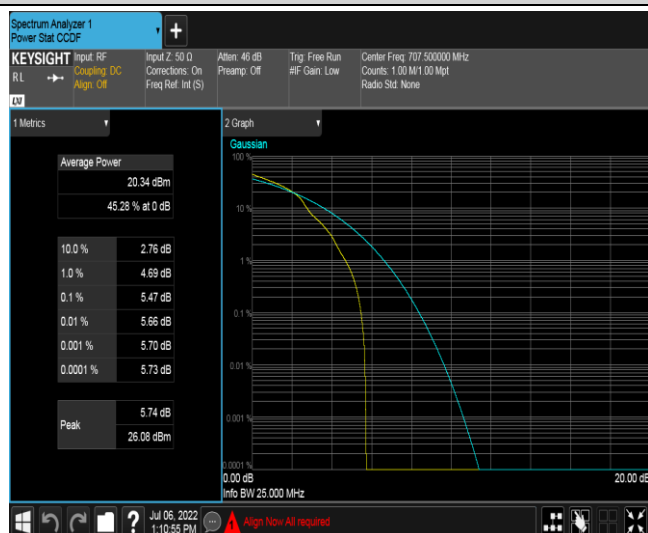 Spectrum Analyzer 1
Power Stat CCDF
+
KEYSIGHT
RL
LXI
Input: RF
Coupling: DC
Align: Off
Input Z: 50 Ω
Corrections: On
Freq Ref: Int (S)
Atten: 46 dB
Preamp: Off
Trig: Free Run
#IF Gain: Low
Center Freq: 707.500000 MHz
Counts: 1.00 M/1.00 Mpt
Radio Std: None
1 Metrics
Average Power
20.34 dBm
45.28 % at 0 dB
10.0 % 2.76 dB
1.0 % 4.69 dB
0.1 % 5.47 dB
0.01 % 5.66 dB
0.001 % 5.70 dB
0.0001 % 5.73 dB
Peak
5.74 dB
26.08 dBm
2 Graph
Gaussian
100 %
10 %
1 %
0.1 %
0.01 %
0.001 %
0.0001 %
0.00 dB 20.00 dB
Info BW 25.000 MHz
?
Jul 06, 2022
1:10:55 PM
Align Now All required